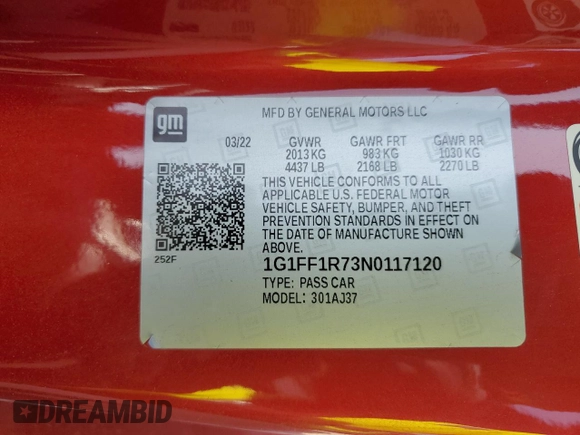 gm
MFD BY GENERAL MOTORS LLC
03/22 GVWR GAWR FRT GAWR RR
2013 KG 983 KG 1030 KG
4437 LB 2168 LB 2270 LB
THIS VEHICLE CONFORMS TO ALL
APPLICABLE U.S. FEDERAL MOTOR
VEHICLE SAFETY, BUMPER, AND THEFT
PREVENTION STANDARDS IN EFFECT ON
THE DATE OF MANUFACTURE SHOWN
ABOVE.
252F
1G1FF1R73N0117120
TYPE: PASS CAR
MODEL: 301AJ37
DREAMBID